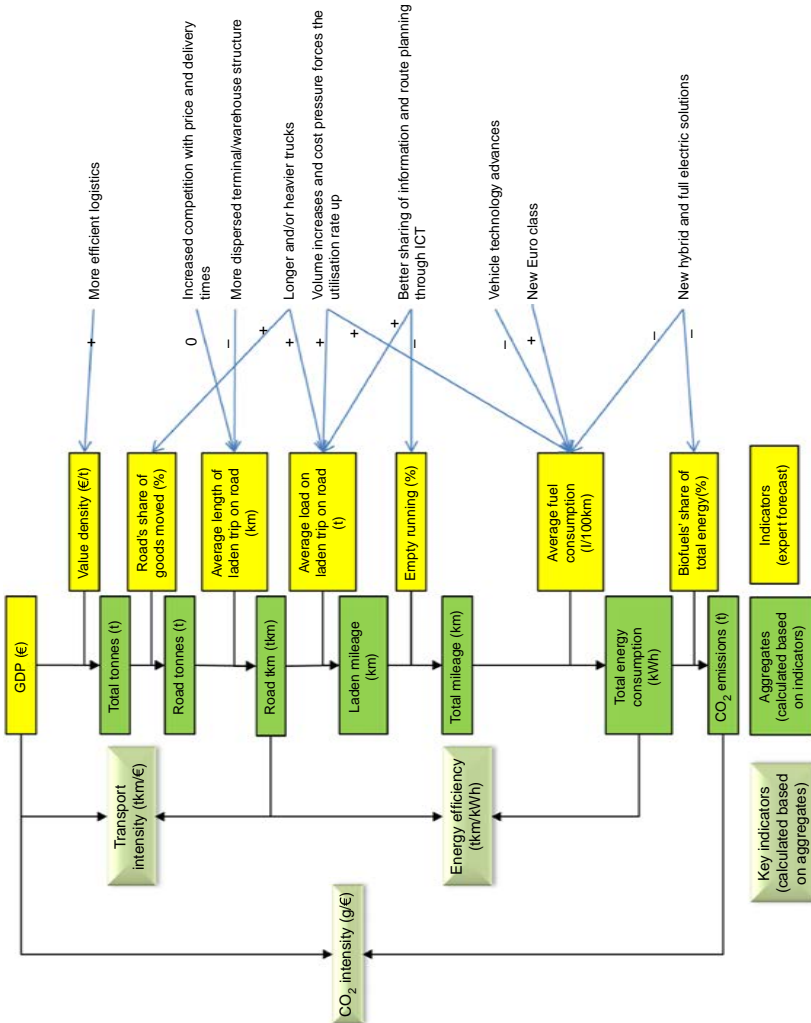 GDP (€)
Value density (€/t)
Total tonnes (t)
Road's share of
goods moved (%)
Road tonnes (t)
Average length of
laden trip on road
(km)
Road tkm (tkm)
Average load on
laden trip on road
(t)
Laden mileage
(km)
Empty running (%)
Total mileage (km)
Average fuel
consumption
(l/100km)
Total energy
consumption
(kWh)
Biofuels' share of
total energy(%)
CO₂ emissions (t)
Transport
intensity (tkm/€)
Energy efficiency
(tkm/kWh)
CO₂ intensity (g/€)
More efficient logistics
+
Increased competition with price and delivery
times
0
More dispersed terminal/warehouse structure
–
Longer and/or heavier trucks
+
+
Volume increases and cost pressure forces the
utilisation rate up
+
+
Better sharing of information and route planning
through ICT
+
–
Vehicle technology advances
–
New Euro class
+
New hybrid and full electric solutions
–
–
Indicators
(expert forecast)
Aggregates
(calculated based
on indicators)
Key indicators
(calculated based
on aggregates)